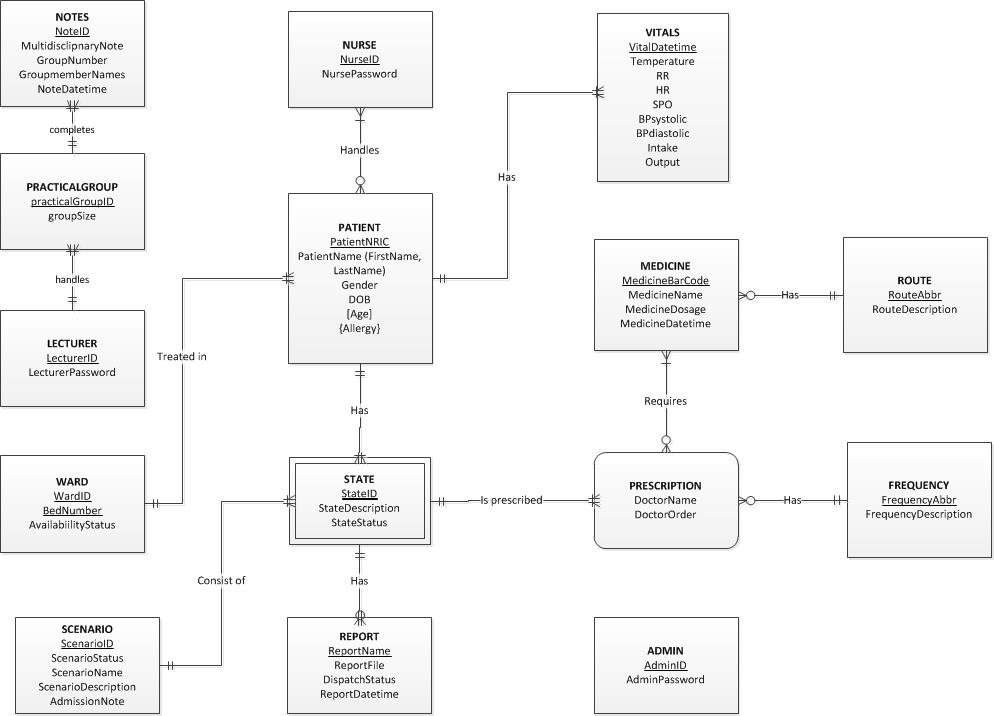 NOTES
NoteID
MultidisclipnaryNote
GroupNumber
GroupmemberNames
NoteDatetime
completes
PRACTICALGROUP
practicalGroupID
groupSize
handles
LECTURER
LecturerID
LecturerPassword
WARD
WardID
BedNumber
AvailabiilityStatus
SCENARIO
ScenarioID
ScenarioStatus
ScenarioName
ScenarioDescription
AdmissionNote
Treated in
Consist of
NURSE
NurseID
NursePassword
Handles
PATIENT
PatientNRIC
PatientName (FirstName,
LastName)
Gender
DOB
[Age]
{Allergy}
Has
STATE
StateID
StateDescription
StateStatus
Has
REPORT
ReportName
ReportFile
DispatchStatus
ReportDatetime
Has
VITALS
VitalDatetime
Temperature
RR
HR
SPO
BPsystolic
BPdiastolic
Intake
Output
MEDICINE
MedicineBarCode
MedicineName
MedicineDosage
MedicineDatetime
Has
ROUTE
RouteAbbr
RouteDescription
Requires
Is prescribed
PRESCRIPTION
DoctorName
DoctorOrder
Has
FREQUENCY
FrequencyAbbr
FrequencyDescription
ADMIN
AdminID
AdminPassword